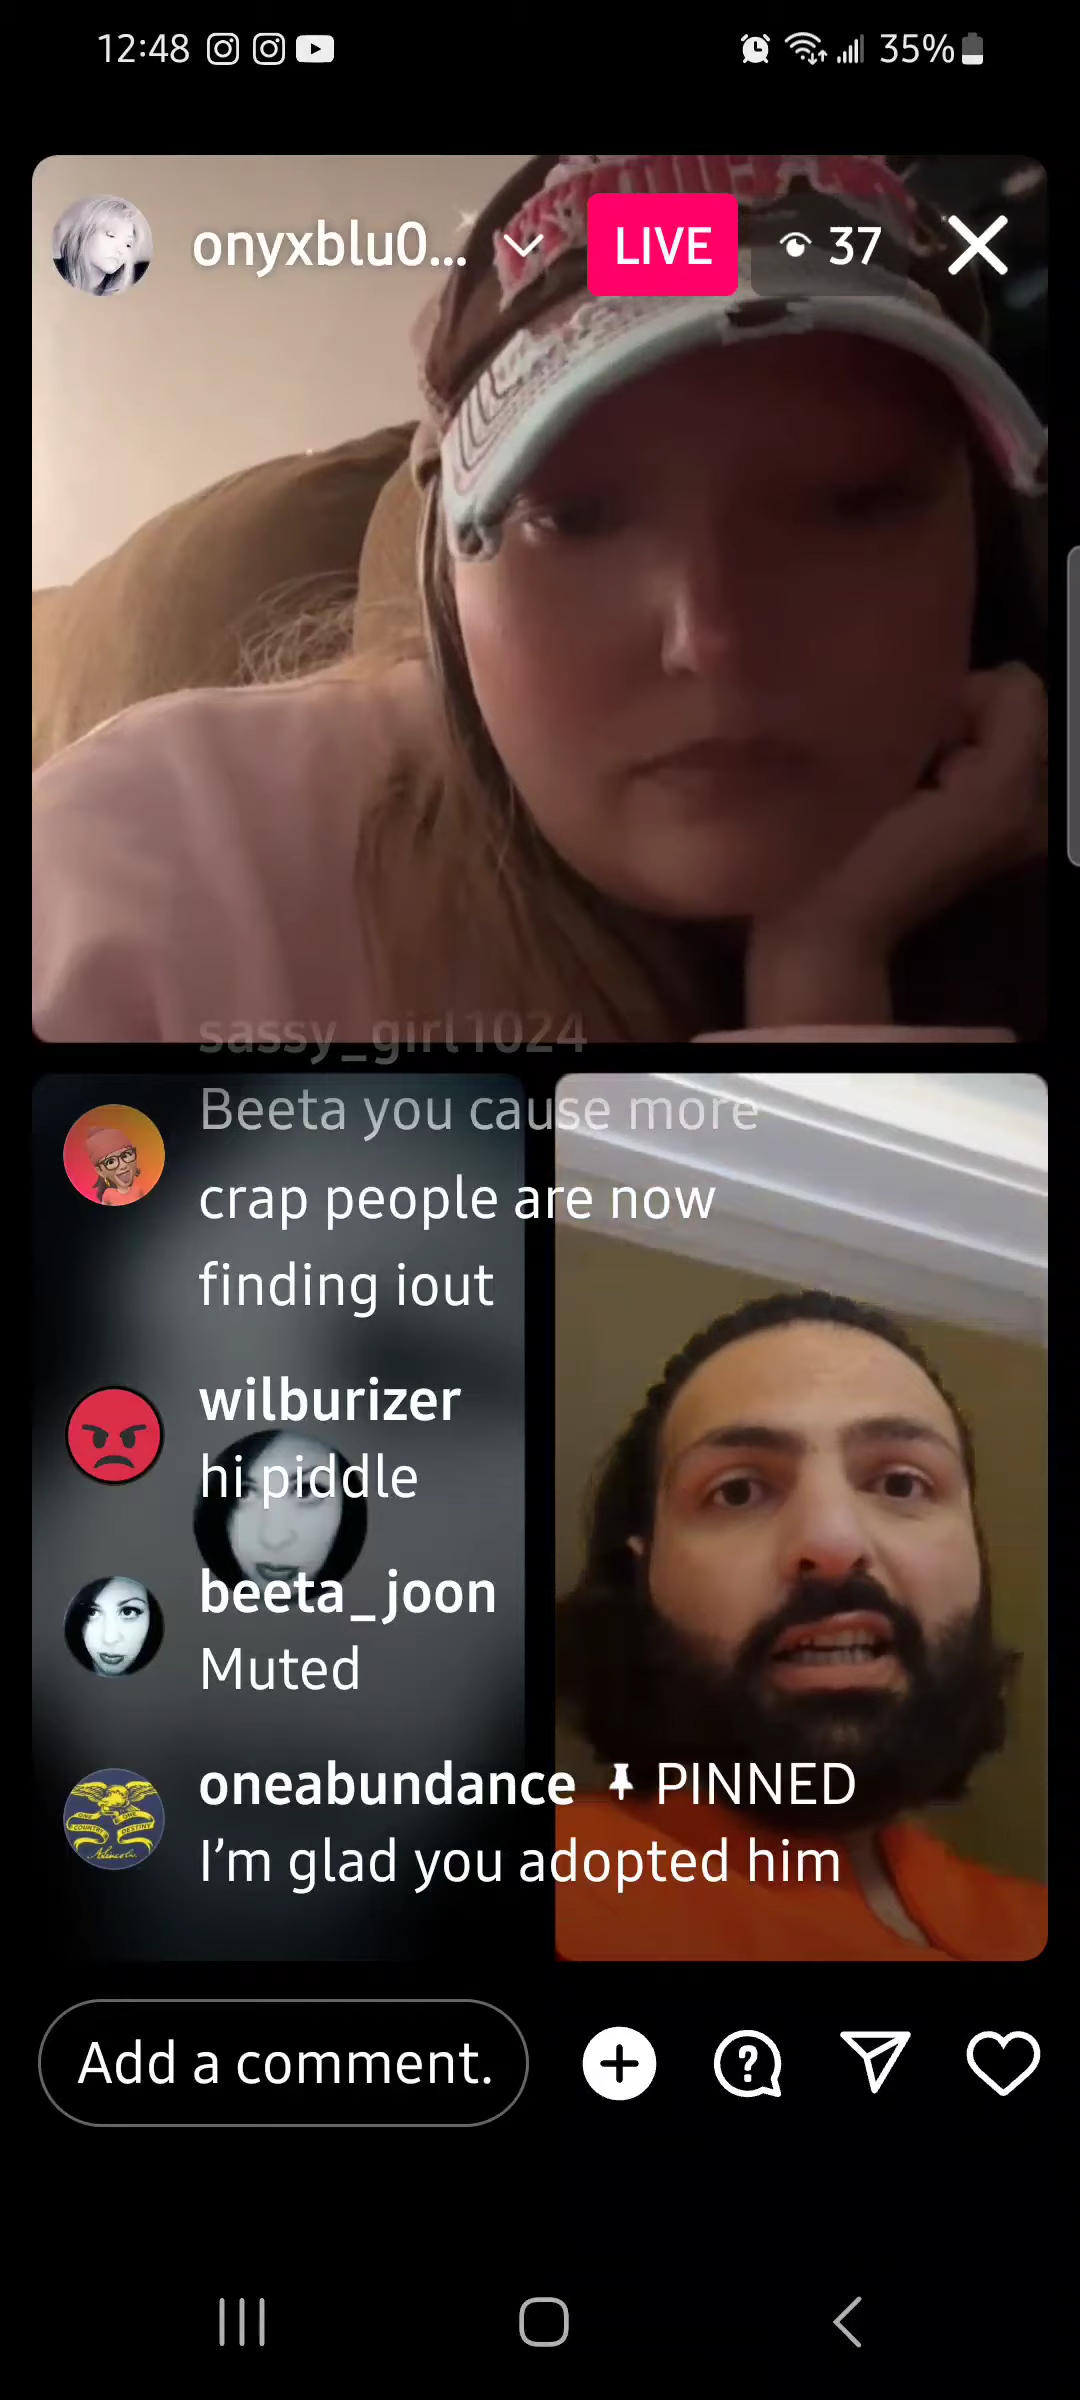 12:48
35%
onyxblu0...
LIVE
37
sassy_girl1024
Beeta you cause more
crap people are now
finding iout
wilburizer
hi piddle
beeta_joon
Muted
oneabundance PINNED
I'm glad you adopted him
Add a comment.